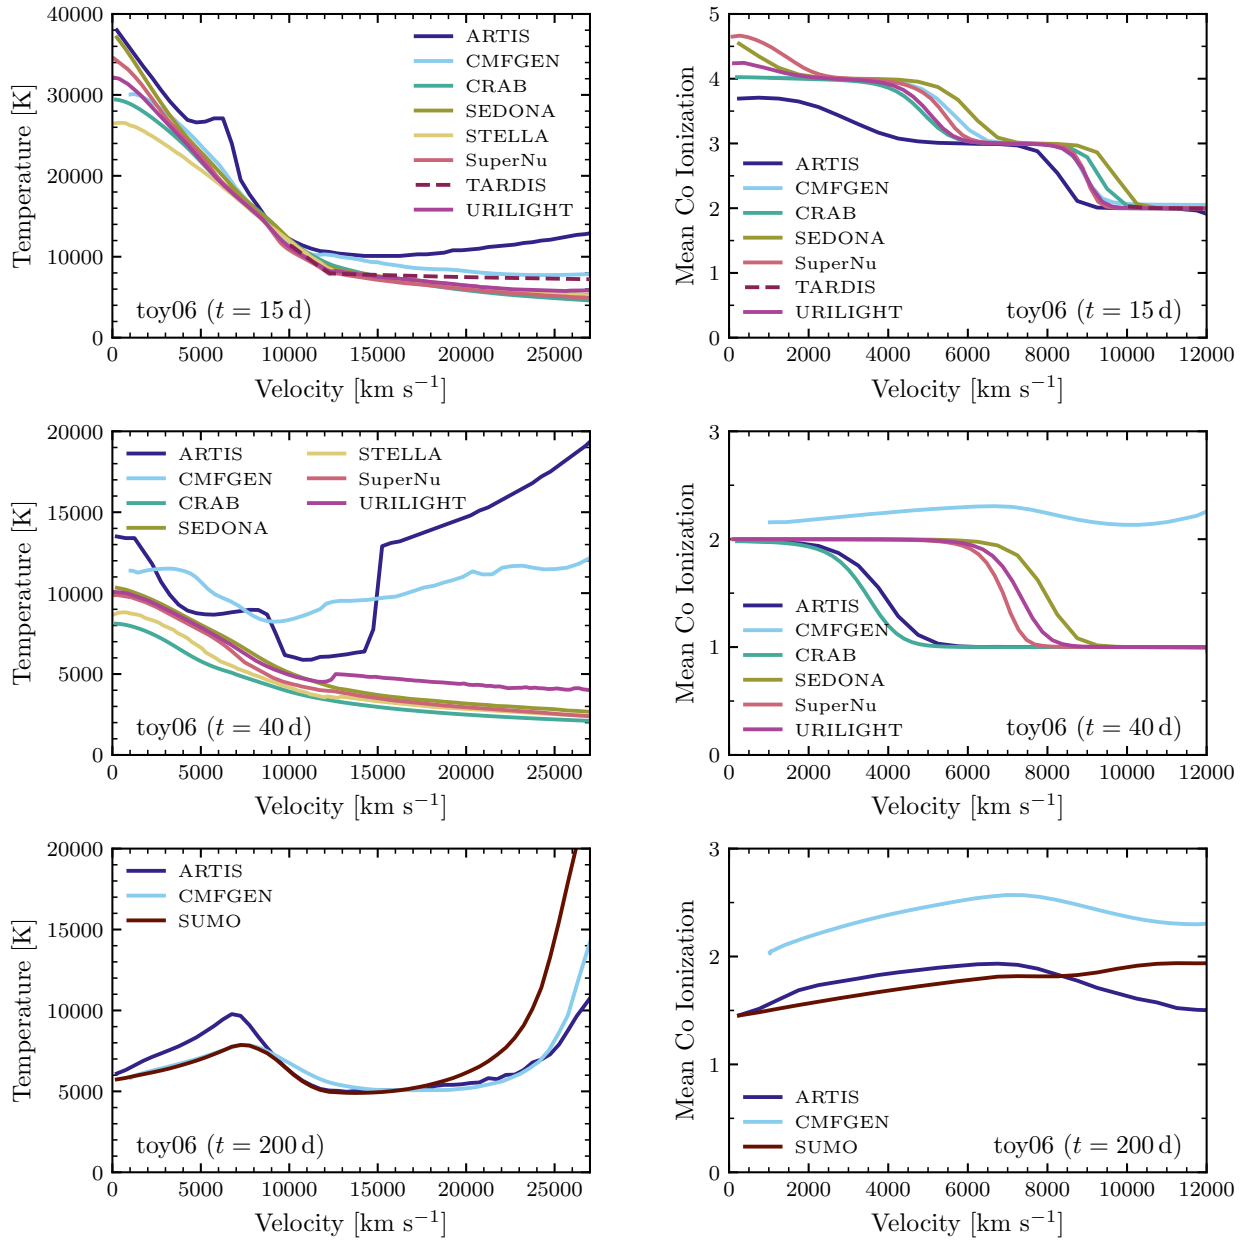 40000
30000
20000
10000
0
Temperature [K]
ARTIS
CMFGEN
CRAB
SEDONA
STELLA
SuperNu
TARDIS
URILIGHT
toy06 (t = 15 d)
0 5000 10000 15000 20000 25000
Velocity [km s⁻¹]
5
4
3
2
1
0
Mean Co Ionization
ARTIS
CMFGEN
CRAB
SEDONA
SuperNu
TARDIS
URILIGHT
toy06 (t = 15 d)
0 2000 4000 6000 8000 10000 12000
Velocity [km s⁻¹]
20000
15000
10000
5000
0
Temperature [K]
ARTIS
CMFGEN
CRAB
SEDONA
STELLA
SuperNu
URILIGHT
toy06 (t = 40 d)
0 5000 10000 15000 20000 25000
Velocity [km s⁻¹]
3
2
1
0
Mean Co Ionization
ARTIS
CMFGEN
CRAB
SEDONA
SuperNu
URILIGHT
toy06 (t = 40 d)
0 2000 4000 6000 8000 10000 12000
Velocity [km s⁻¹]
20000
15000
10000
5000
0
Temperature [K]
ARTIS
CMFGEN
SUMO
toy06 (t = 200 d)
0 5000 10000 15000 20000 25000
Velocity [km s⁻¹]
3
2
1
0
Mean Co Ionization
ARTIS
CMFGEN
SUMO
toy06 (t = 200 d)
0 2000 4000 6000 8000 10000 12000
Velocity [km s⁻¹]